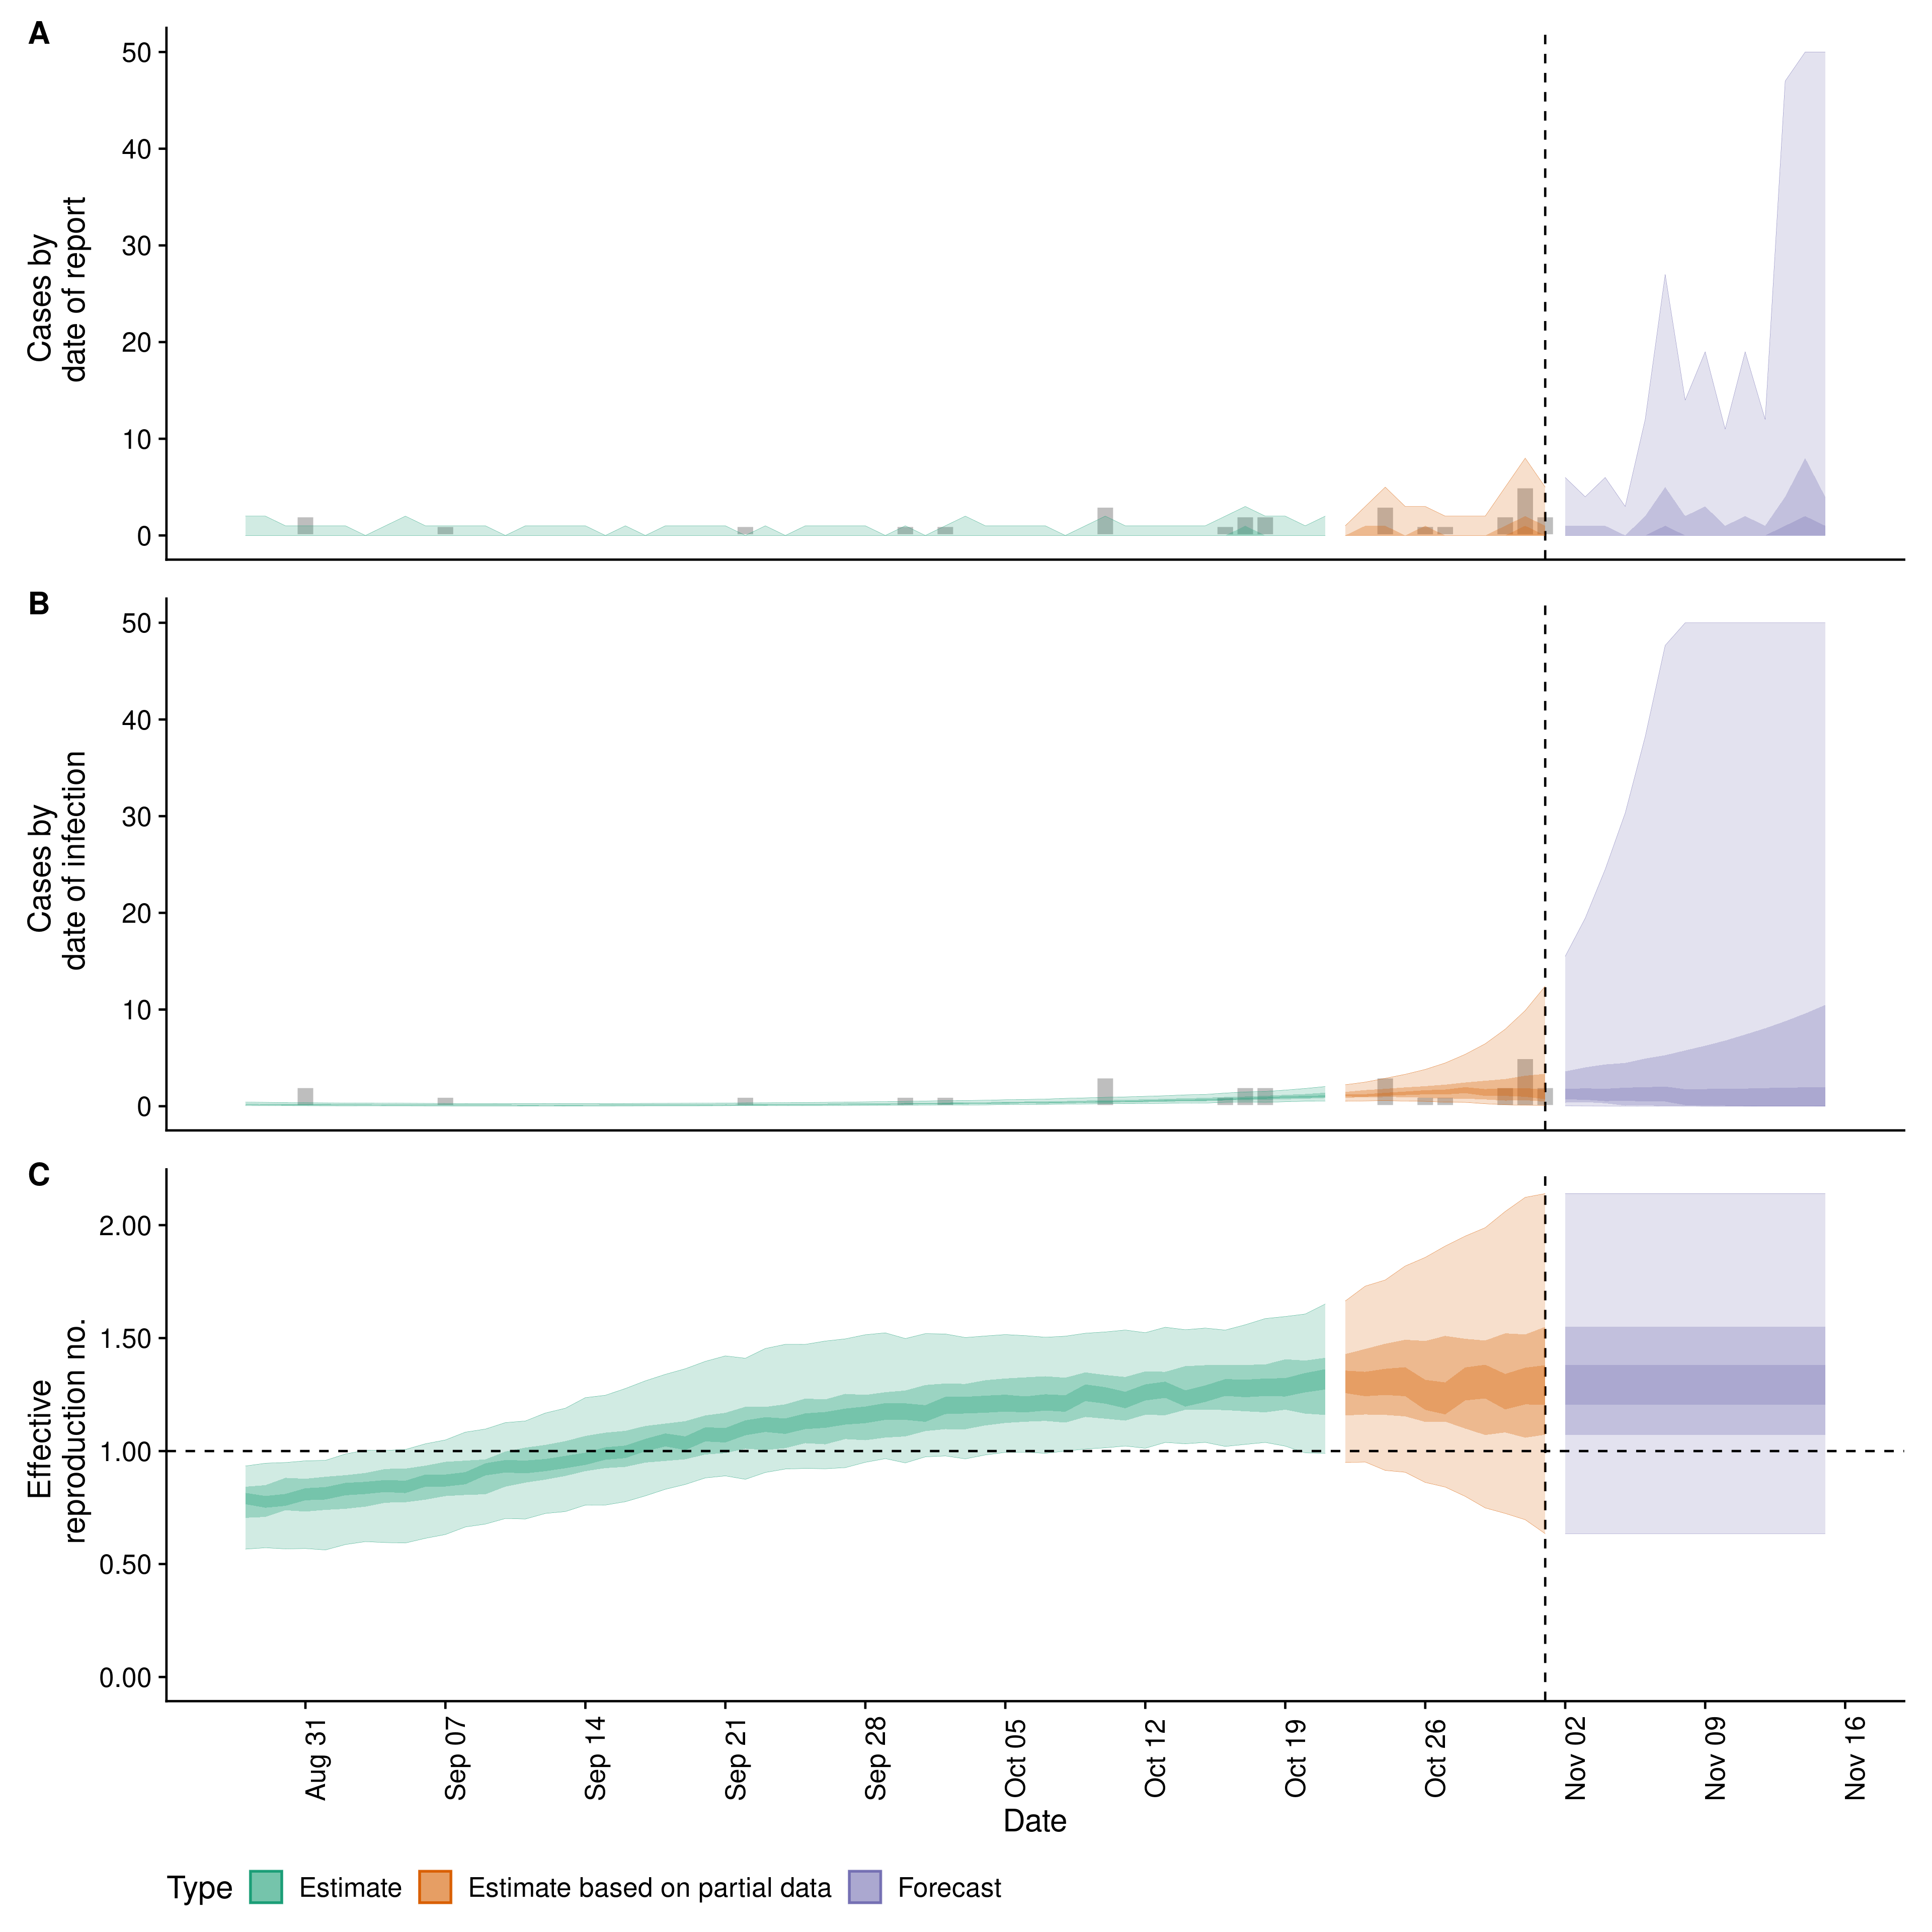 A
50
40
30
20
10
0
Cases by
date of report
B
50
40
30
20
10
0
Cases by
date of infection
C
2.00
1.50
1.00
0.50
0.00
Effective
reproduction no.
Aug 31
Sep 07
Sep 14
Sep 21
Sep 28
Oct 05
Oct 12
Oct 19
Oct 26
Nov 02
Nov 09
Nov 16
Date
Type Estimate Estimate based on partial data Forecast